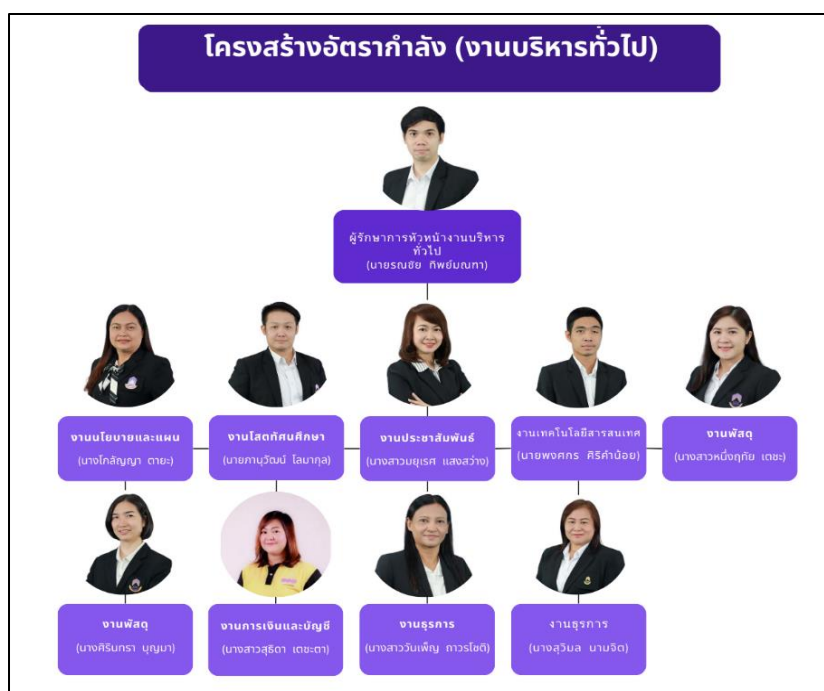 โครงสร้างอัตรากำลัง (งานบริหารทั่วไป)
ผู้รักษาการหัวหน้างานบริหาร
ทั่วไป
(นายรณชัย ทิพย์มณฑา)
งานนโยบายและแผน
(นางโกลัญญา ตายะ)
งานโสตทัศนศึกษา
(นายภานุวัฒน์ โลมากุล)
งานประชาสัมพันธ์
(นางสาวมยุเรศ แสงสว่าง)
งานเทคโนโลยีสารสนเทศ
(นายพงศกร ศิริคำน้อย)
งานพัสดุ
(นางสาวหนึ่งฤทัย เตชะ)
งานพัสดุ
(นางศิรินทรา บุญมา)
งานการเงินและบัญชี
(นางสาวสุธิดา เตชะตา)
งานธุรการ
(นางสาววันเพ็ญ ถาวรโชติ)
งานธุรการ
(นางสุวิมล นามจิต)